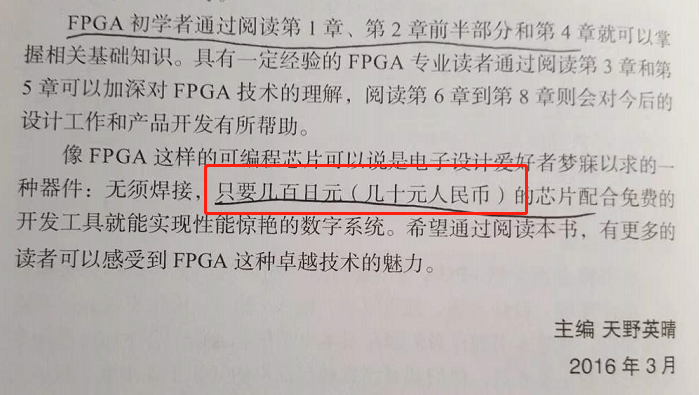 FPGA 初学者通过阅读第 1 章、第 2 章前半部分和第 4 章就可以掌
握相关基础知识。具有一定经验的 FPGA 专业读者通过阅读第 3 章和第
5 章可以加深对 FPGA 技术的理解，阅读第 6 章到第 8 章则会对今后的
设计工作和产品开发有所帮助。
像 FPGA 这样的可编程芯片可以说是电子设计爱好者梦寐以求的一
种器件：无须焊接，只要几百日元（几十元人民币）的芯片配合免费的
开发工具就能实现性能惊艳的数字系统。希望通过阅读本书，有更多的
读者可以感受到 FPGA 这种卓越技术的魅力。
主编 天野英晴
2016 年 3 月